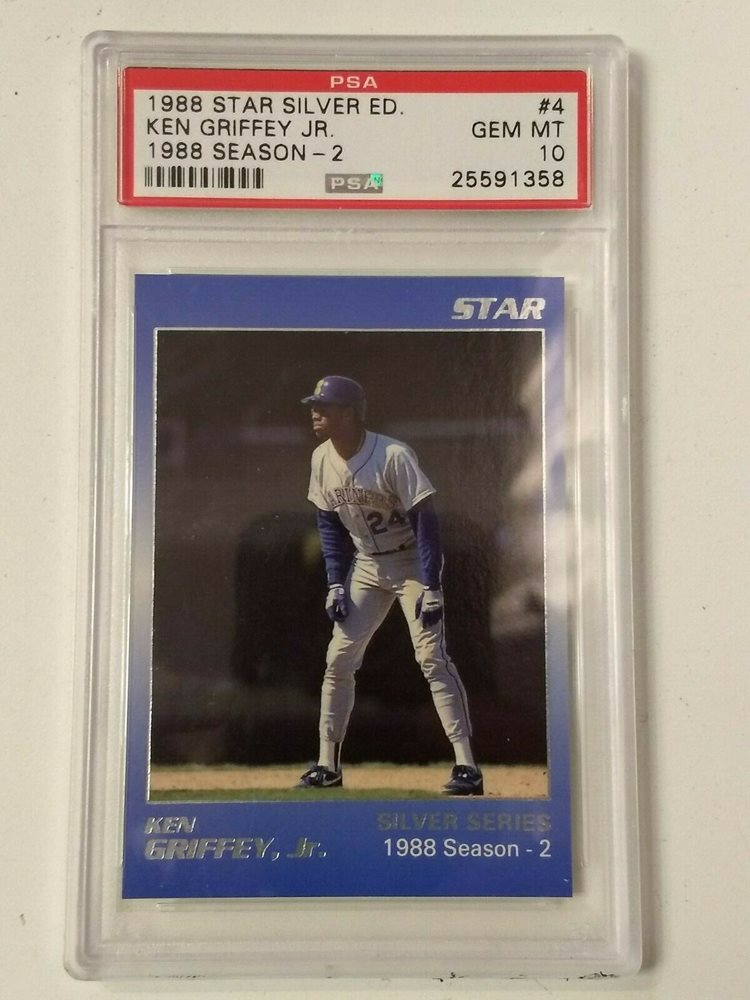 PSA
1988 STAR SILVER ED. #4
KEN GRIFFEY JR. GEM MT
1988 SEASON - 2 10
PSA 25591358
STAR
MARINERS
24
KEN SILVER SERIES
GRIFFEY, Jr. 1988 Season - 2